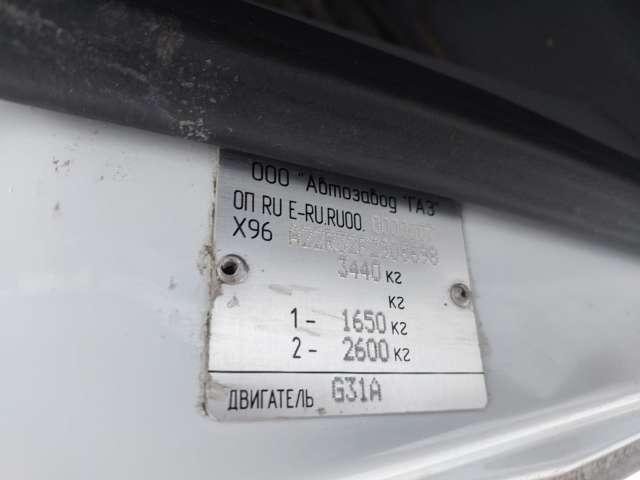 ООО "Автозавод "ГАЗ"
ОП RU E-RU.RU00.
X96
3440 кг
кг
1 - 1650 кг
2 - 2600 кг
ДВИГАТЕЛЬ G31A